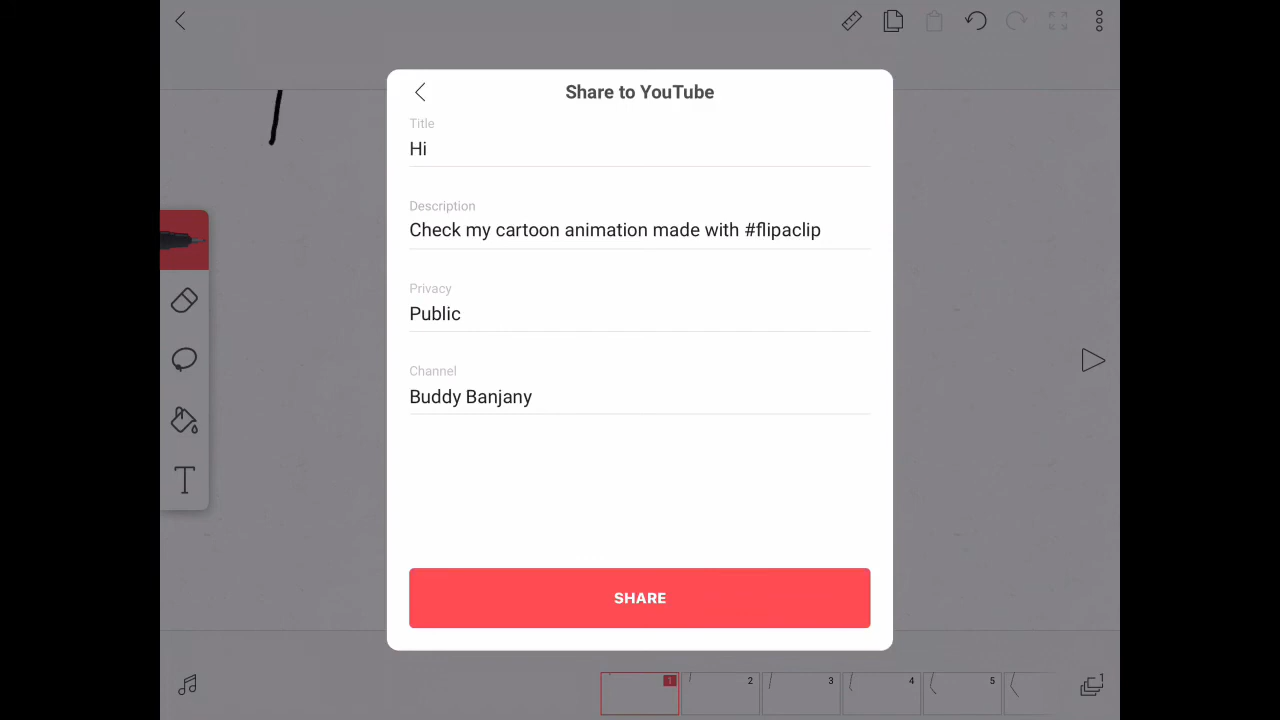 Share to YouTube
Title
Hi
Description
Check my cartoon animation made with #flipaclip
Privacy
Public
Channel
Buddy Banjany
SHARE
T
1
2
3
4
5
1